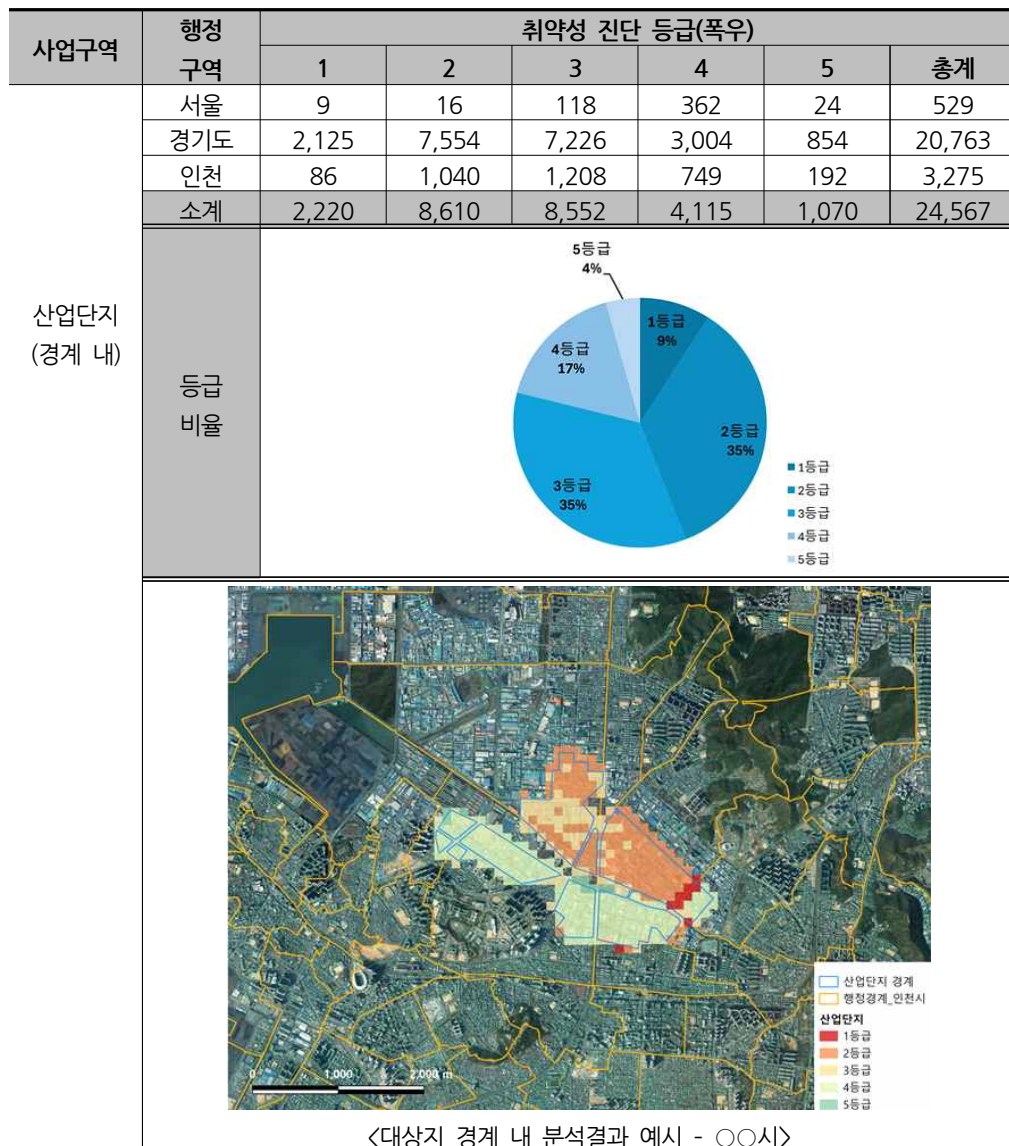 사업구역 행정 구역 취약성 진단 등급(폭우)
1 2 3 4 5 총계
산업단지 (경계 내)
서울 9 16 118 362 24 529
경기도 2,125 7,554 7,226 3,004 854 20,763
인천 86 1,040 1,208 749 192 3,275
소계 2,220 8,610 8,552 4,115 1,070 24,567
등급 비율
5등급
4%
1등급
9%
4등급
17%
2등급
35%
3등급
35%
1등급
2등급
3등급
4등급
5등급
산업단지 경계
행정경계_인천시
산업단지
1등급
2등급
3등급
4등급
5등급
0 1,000 2,000 m
<대상지 경계 내 분석결과 예시 - ○○시>